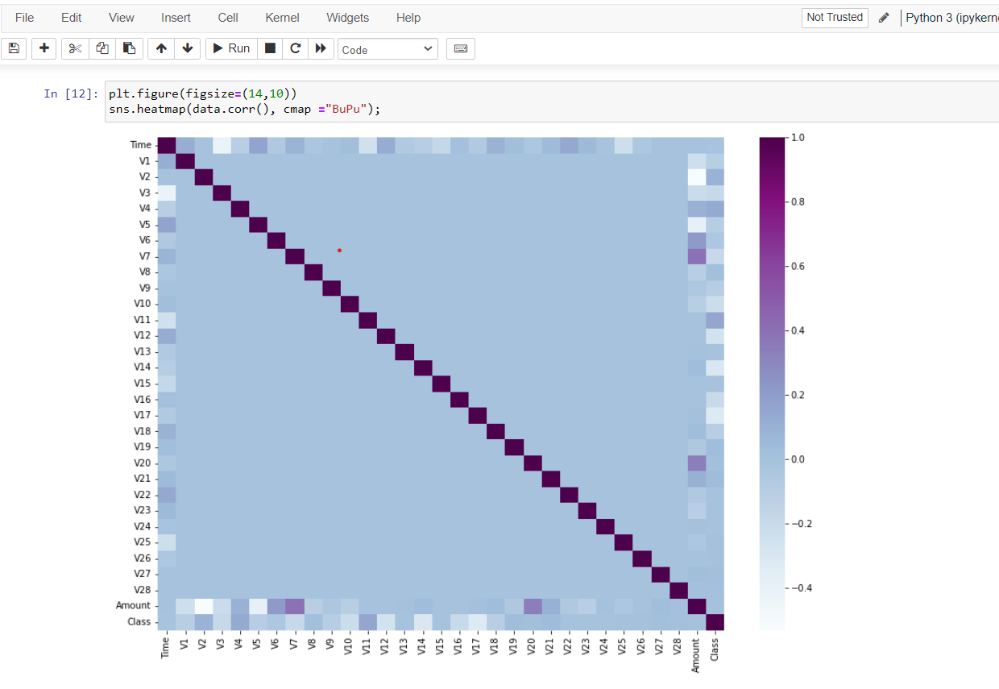 File Edit View Insert Cell Kernel Widgets Help Not Trusted Python 3 (ipykerne
Run Code
In [12]: plt.figure(figsize=(14,10))
sns.heatmap(data.corr(), cmap ="BuPu");
Time
V1
V2
V3
V4
V5
V6
V7
V8
V9
V10
V11
V12
V13
V14
V15
V16
V17
V18
V19
V20
V21
V22
V23
V24
V25
V26
V27
V28
Amount
Class
Time V1 V2 V3 V4 V5 V6 V7 V8 V9 V10 V11 V12 V13 V14 V15 V16 V17 V18 V19 V20 V21 V22 V23 V24 V25 V26 V27 V28 Amount Class
1.0
0.8
0.6
0.4
0.2
0.0
−0.2
−0.4